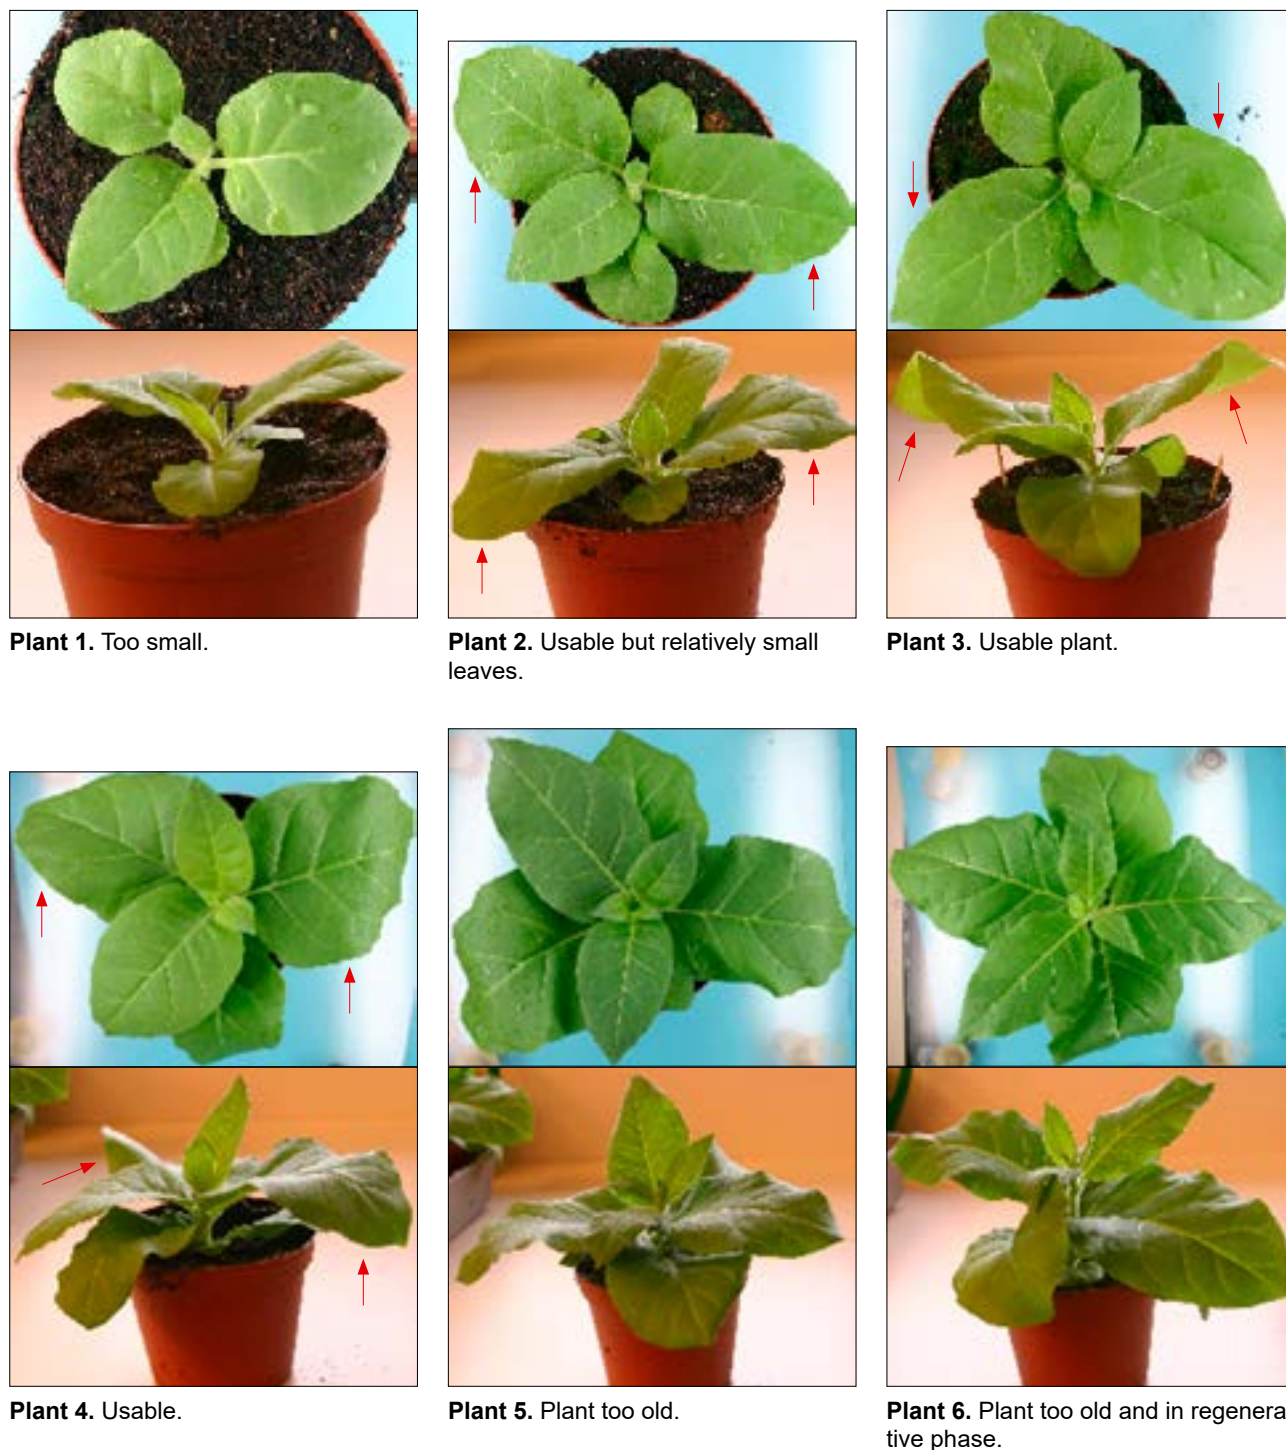 Plant 1. Too small.
Plant 2. Usable but relatively small
leaves.
Plant 3. Usable plant.
Plant 4. Usable.
Plant 5. Plant too old.
Plant 6. Plant too old and in regenera
tive phase.